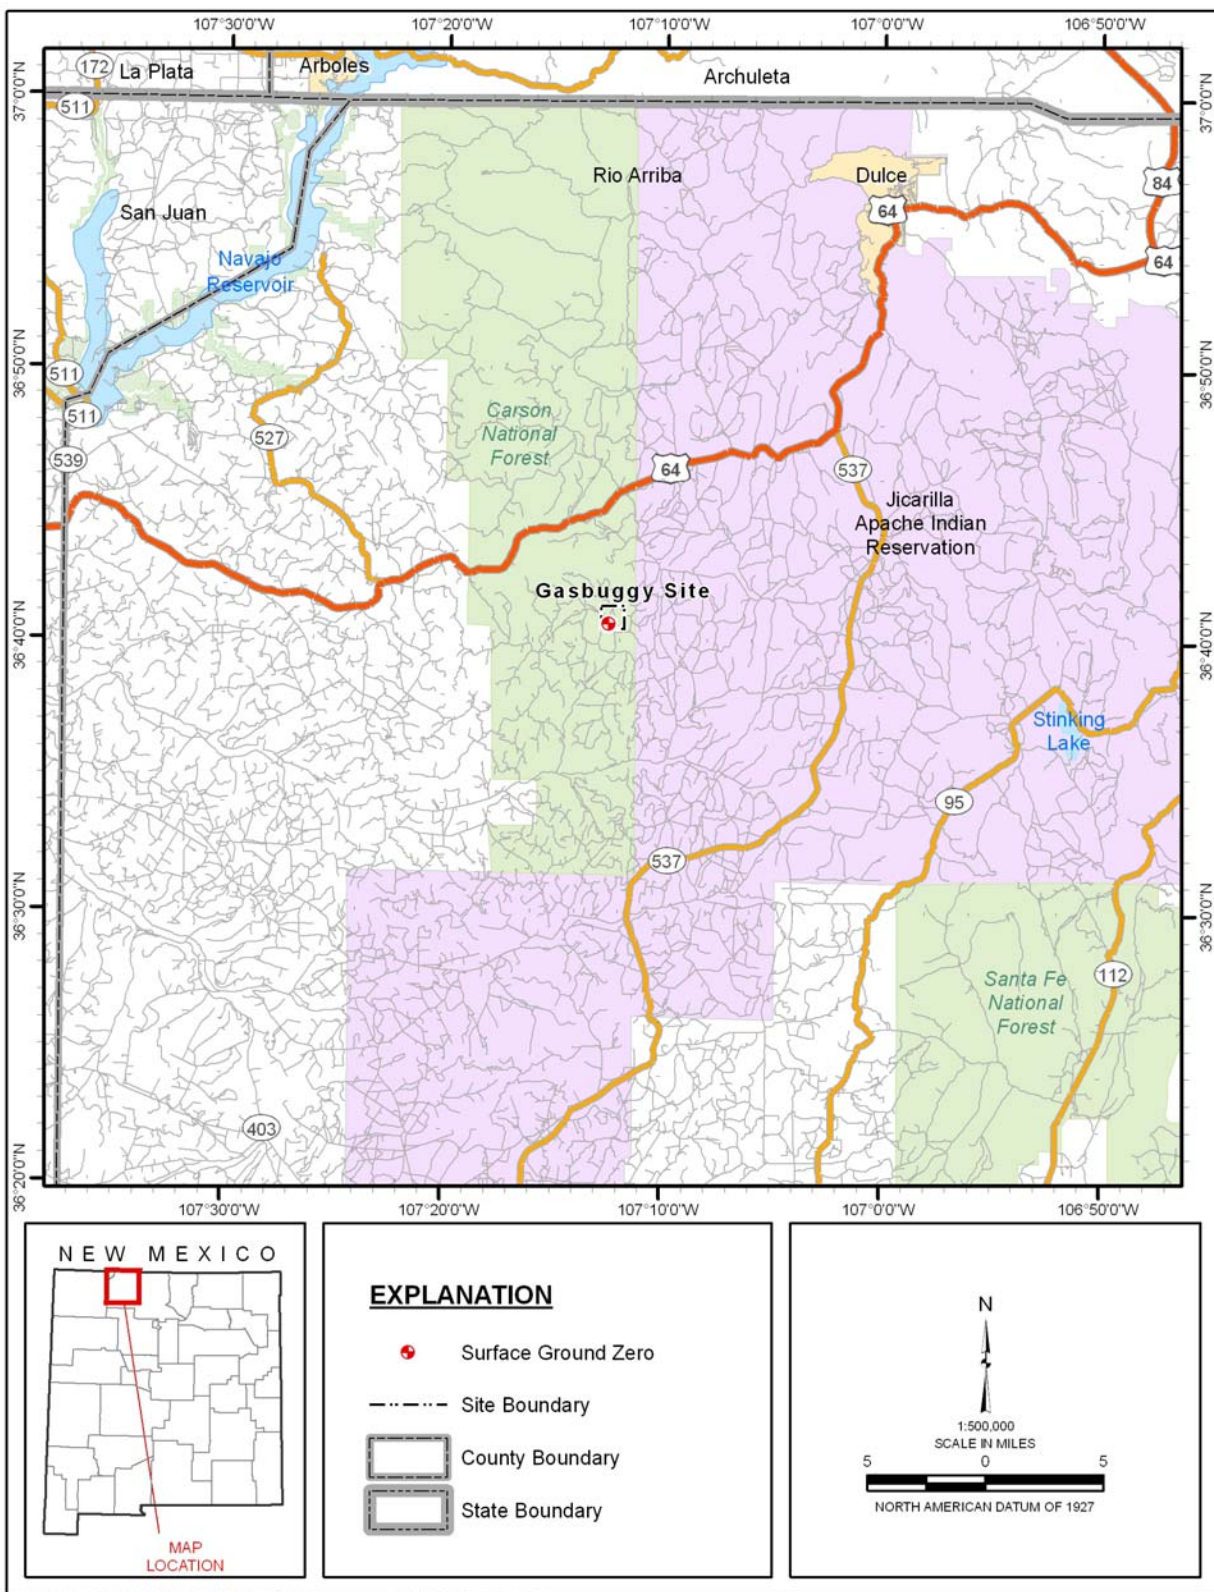 107°30'0"W
107°20'0"W
107°10'0"W
107°0'0"W
106°50'0"W
37°0'0"N
36°50'0"N
36°40'0"N
36°30'0"N
36°20'0"N
37°0'0"N
36°50'0"N
36°40'0"N
36°30'0"N
172
La Plata
Arboles
Archuleta
511
Rio Arriba
Dulce
84
San Juan
64
64
Navajo
Reservoir
511
511
Carson
National
Forest
527
539
64
537
Jicarilla
Apache Indian
Reservation
Gasbuggy Site
Stinking
Lake
95
537
Santa Fe
National
Forest
112
403
107°30'0"W
107°20'0"W
107°10'0"W
107°0'0"W
106°50'0"W
NEW MEXICO
MAP
LOCATION
EXPLANATION
Surface Ground Zero
Site Boundary
County Boundary
State Boundary
N
1:500,000
SCALE IN MILES
5 0 5
NORTH AMERICAN DATUM OF 1927